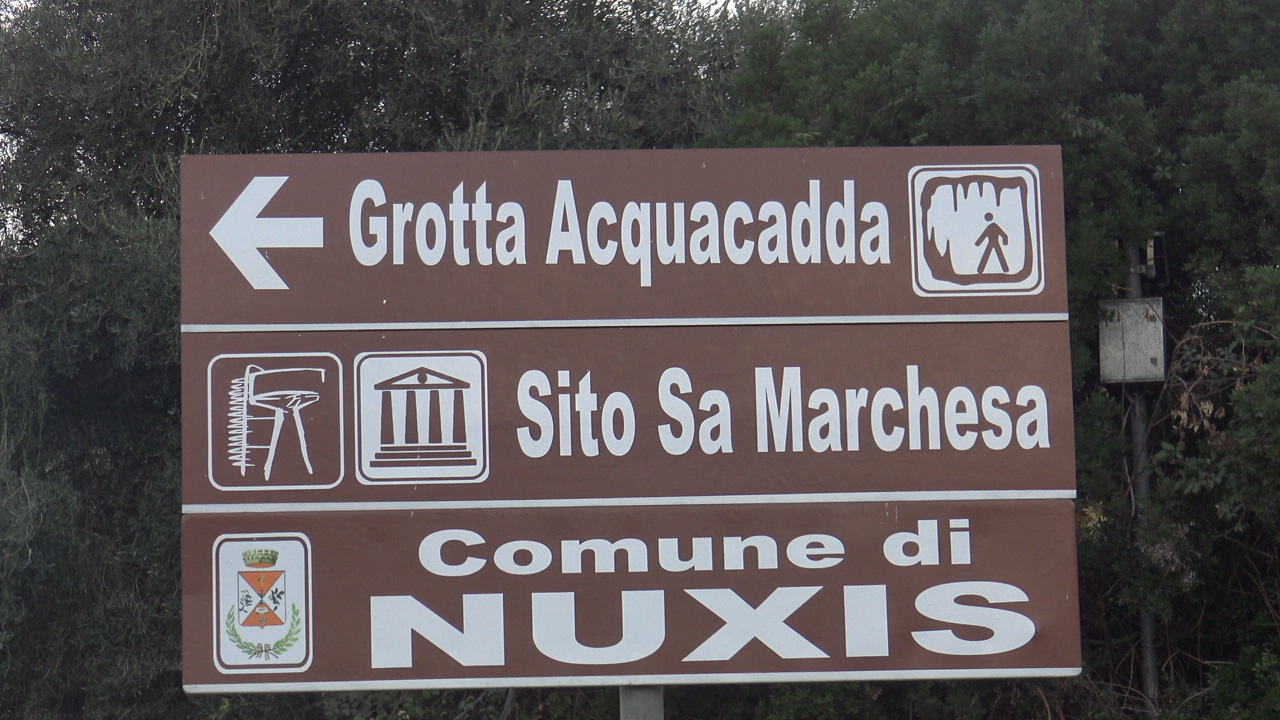 Grotta Acquacadda
Sito Sa Marchesa
Comune di
NUXIS